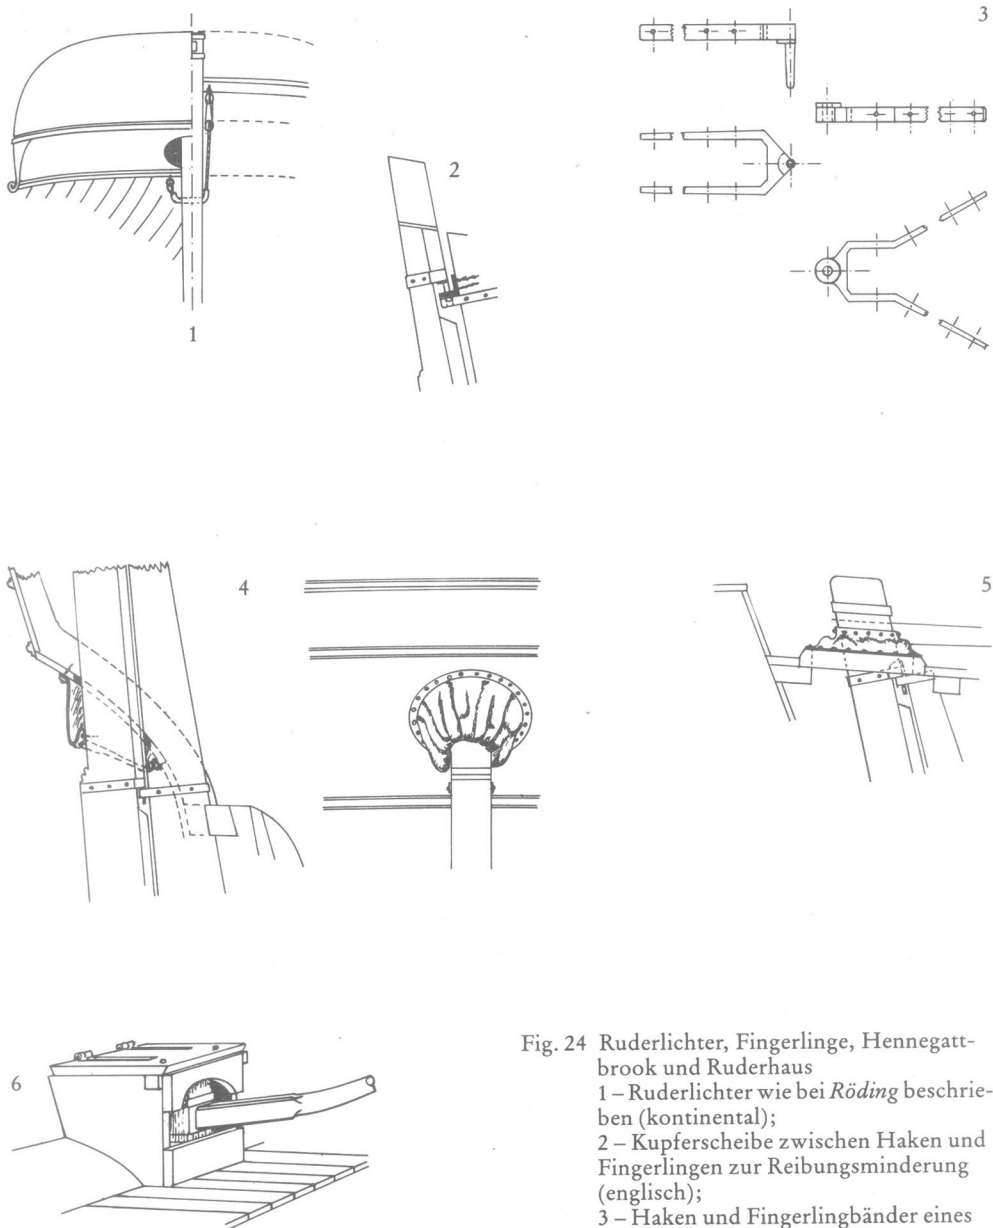 3
2
1
4
5
6
Fig. 24 Ruderlichter, Fingerlinge, Hennegatt-
brook und Ruderhaus
1 – Ruderlichter wie bei Röding beschrie-
ben (kontinental);
2 – Kupferscheibe zwischen Haken und
Fingerlingen zur Reibungsminderung
(englisch);
3 – Haken und Fingerlingbänder eines